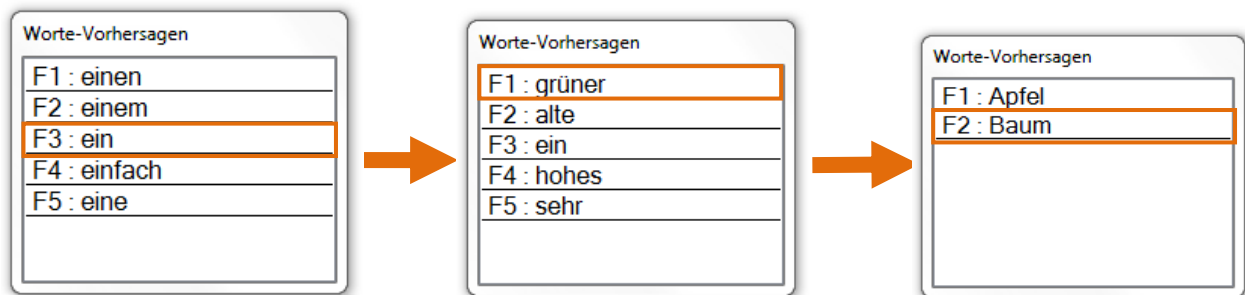 Worte-Vorhersagen
F1 : einen
F2 : einem
F3 : ein
F4 : einfach
F5 : eine
Worte-Vorhersagen
F1 : grüner
F2 : alte
F3 : ein
F4 : hohes
F5 : sehr
Worte-Vorhersagen
F1 : Apfel
F2 : Baum